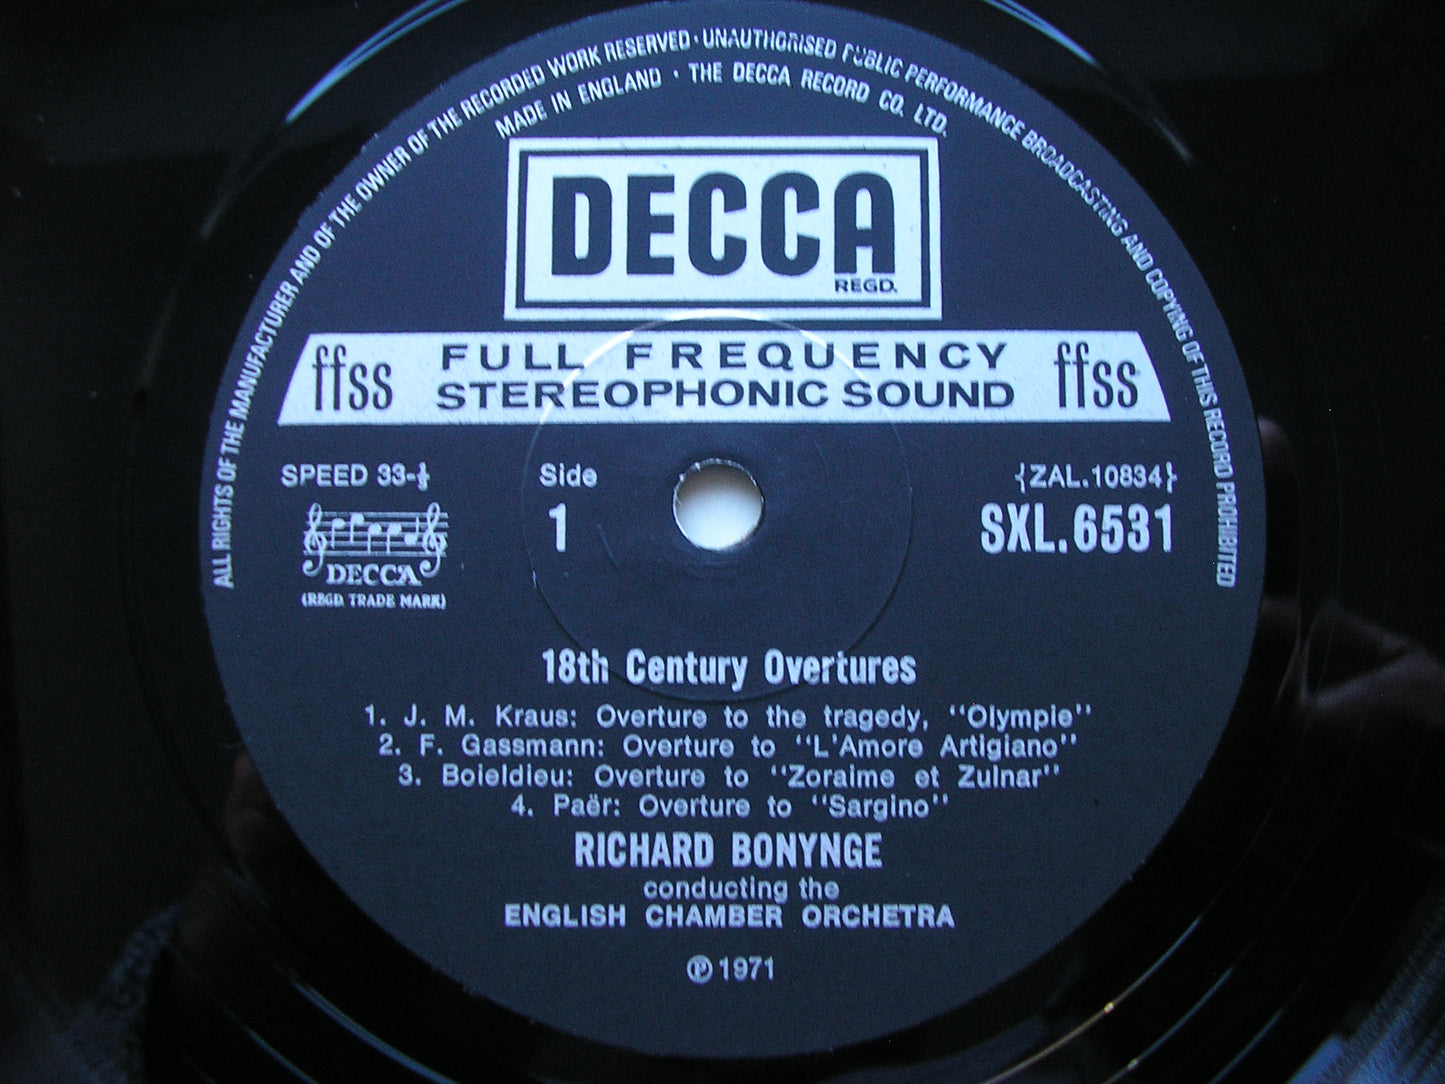 ALL RIGHTS OF THE MANUFACTURER AND OF THE OWNER OF THE RECORDED WORK RESERVED · UNAUTHORISED PUBLIC PERFORMANCE BROADCASTING AND COPYING OF THIS RECORD PROHIBITED
MADE IN ENGLAND · THE DECCA RECORD CO. LTD.
DECCA
REGD.
ffss FULL FREQUENCY ffss
STEREOPHONIC SOUND
SPEED 33-⅓ Side {ZAL.10834}
1 SXL.6531
DECCA
(REGD. TRADE MARK)
18th Century Overtures
1. J. M. Kraus: Overture to the tragedy, "Olympie"
2. F. Gassmann: Overture to "L'Amore Artigiano"
3. Boieldieu: Overture to "Zoraime et Zulnar"
4. Paër: Overture to "Sargino"
RICHARD BONYNGE
conducting the
ENGLISH CHAMBER ORCHETRA
℗ 1971